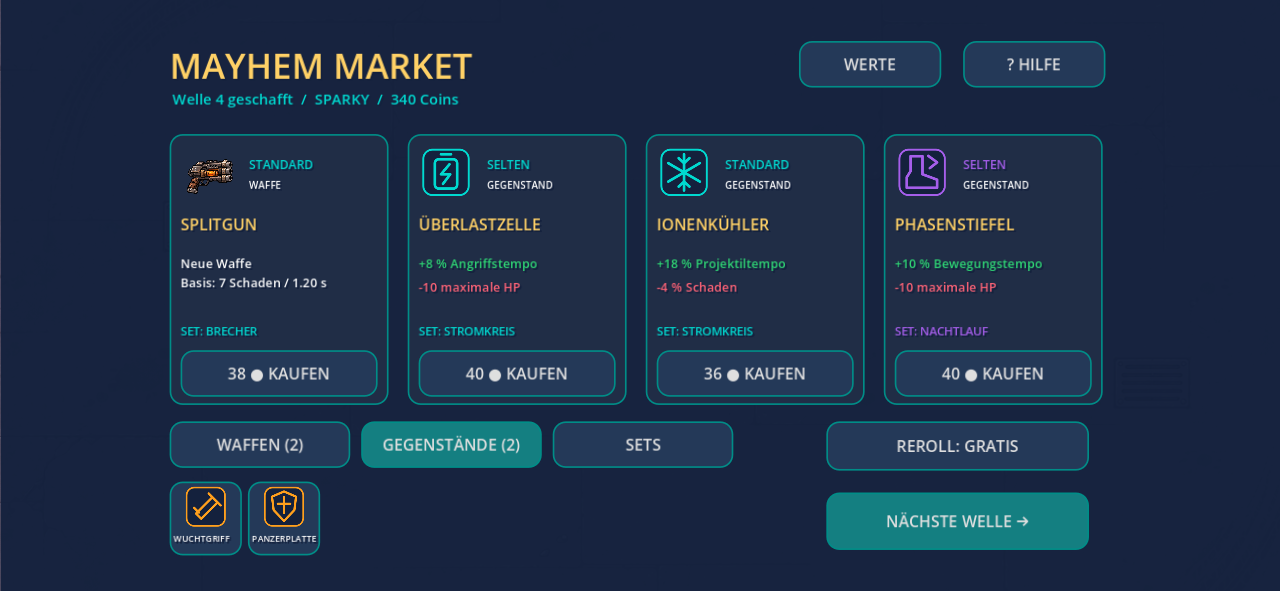 MAYHEM MARKET
Welle 4 geschafft / SPARKY / 340 Coins
WERTE
? HILFE
STANDARD
WAFFE
SPLITGUN
Neue Waffe
Basis: 7 Schaden / 1.20 s
SET: BRECHER
38 ● KAUFEN
SELTEN
GEGENSTAND
ÜBERLASTZELLE
+8 % Angriffstempo
-10 maximale HP
SET: STROMKREIS
40 ● KAUFEN
STANDARD
GEGENSTAND
IONENKÜHLER
+18 % Projektiltempo
-4 % Schaden
SET: STROMKREIS
36 ● KAUFEN
SELTEN
GEGENSTAND
PHASENSTIEFEL
+10 % Bewegungstempo
-10 maximale HP
SET: NACHTLAUF
40 ● KAUFEN
WAFFEN (2)
GEGENSTÄNDE (2)
SETS
REROLL: GRATIS
WUCHTGRIFF
PANZERPLATTE
NÄCHSTE WELLE →